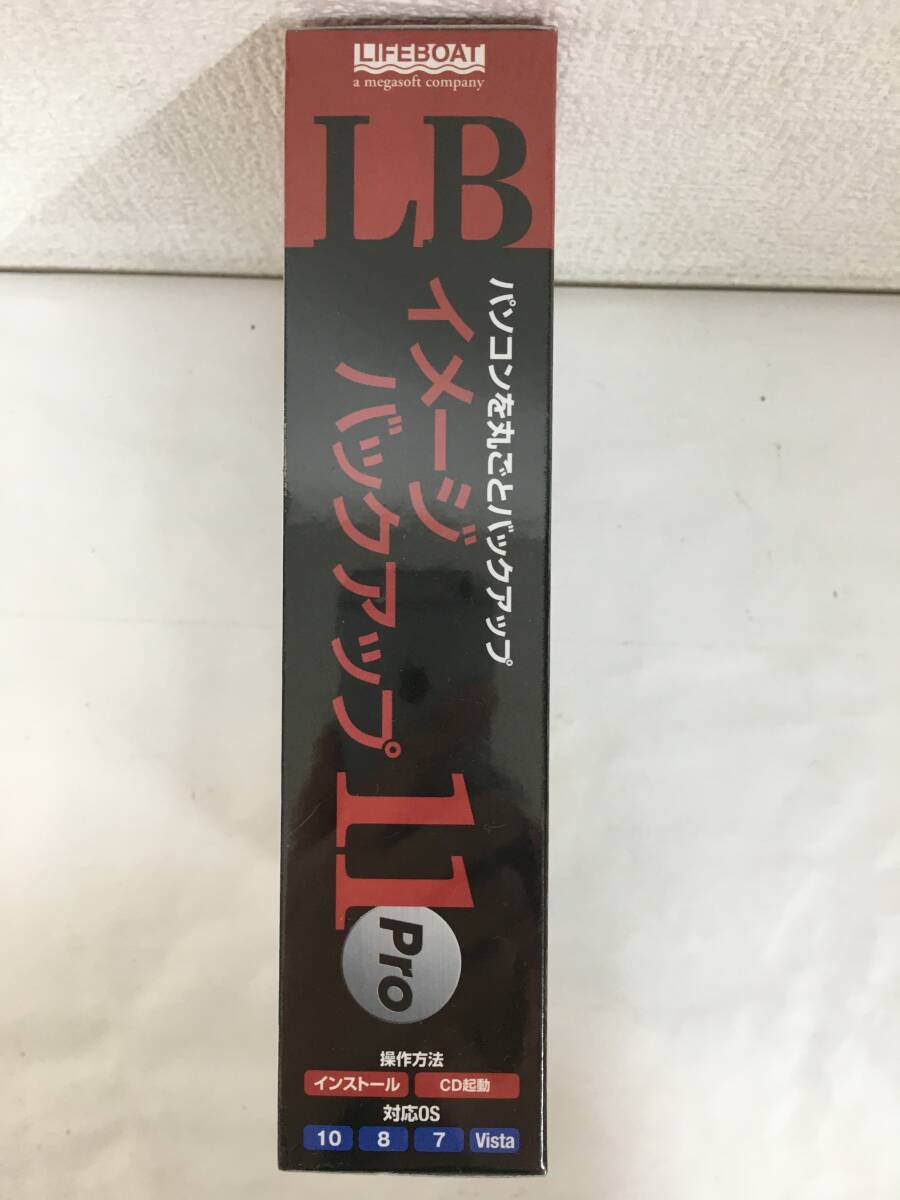 LIFEBOAT
a megasoft company
LB
パソコンを丸ごとバックアップ
イメージ
バックアップ 11
Pro
操作方法
インストール CD起動
対応OS
10 8 7 Vista